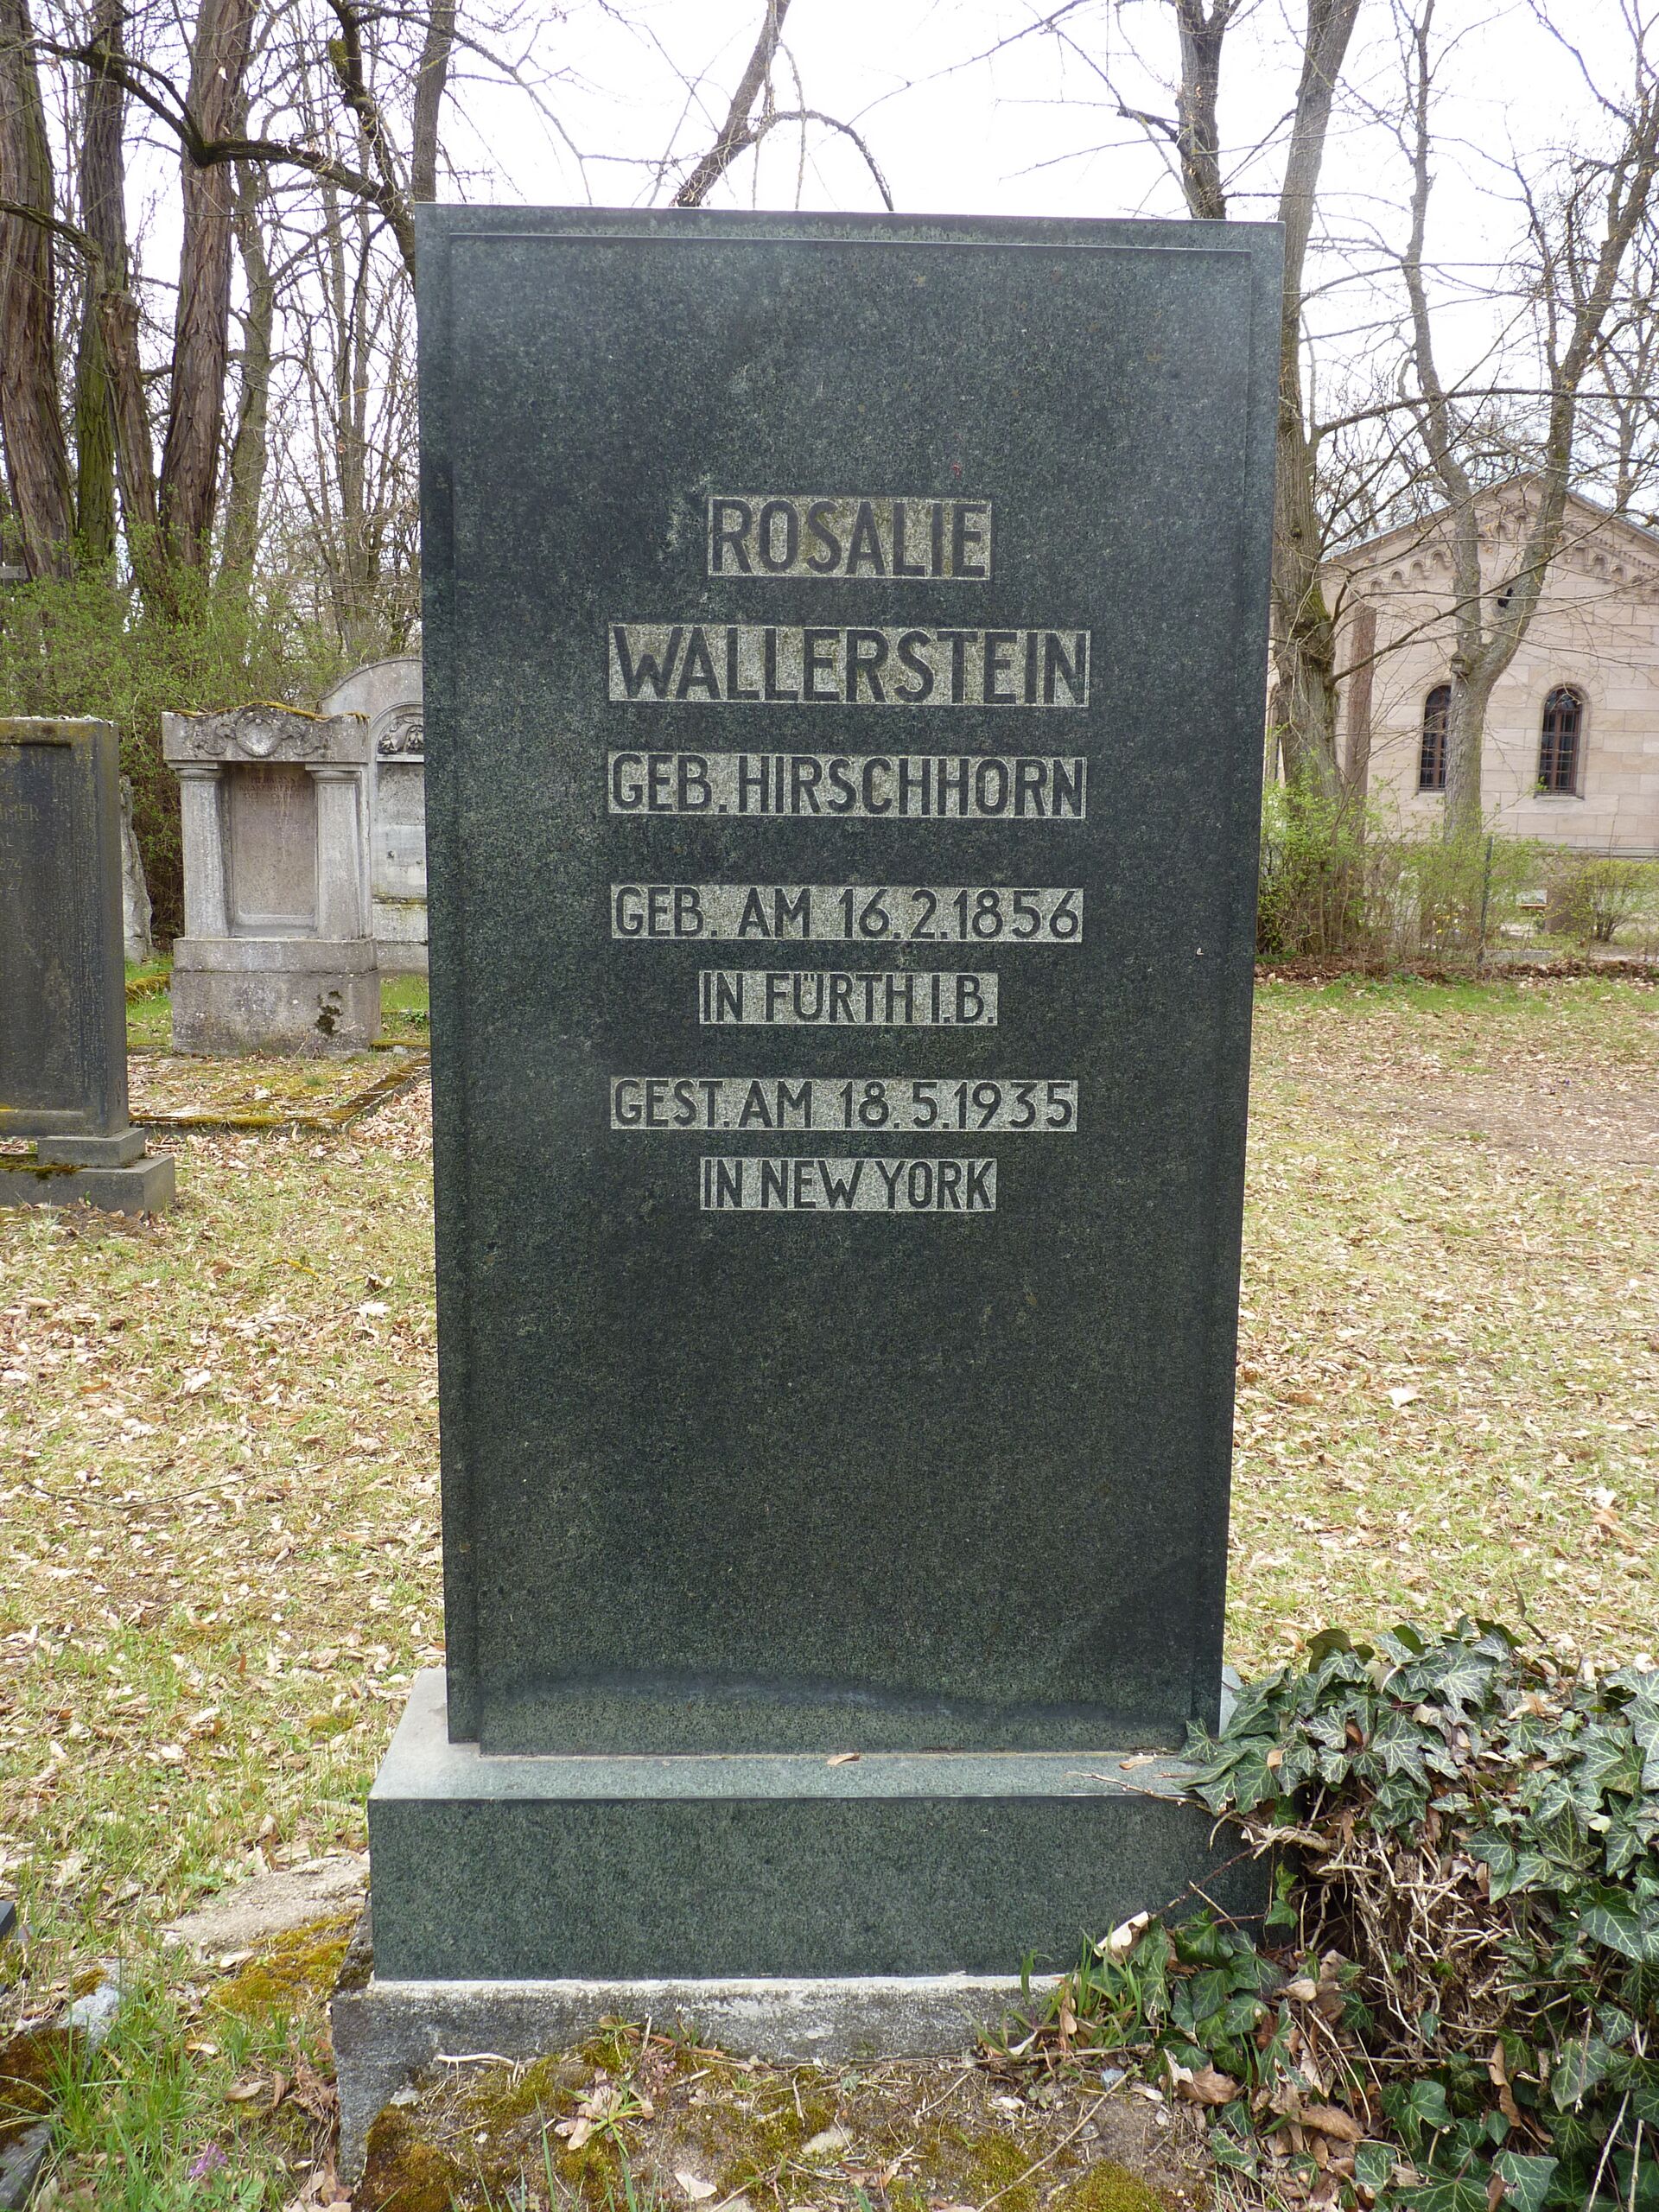 ROSALIE
WALLERSTEIN
GEB. HIRSCHHORN
GEB. AM 16.2.1856
IN FÜRTH I.B.
GEST. AM 18.5.1935
IN NEW YORK